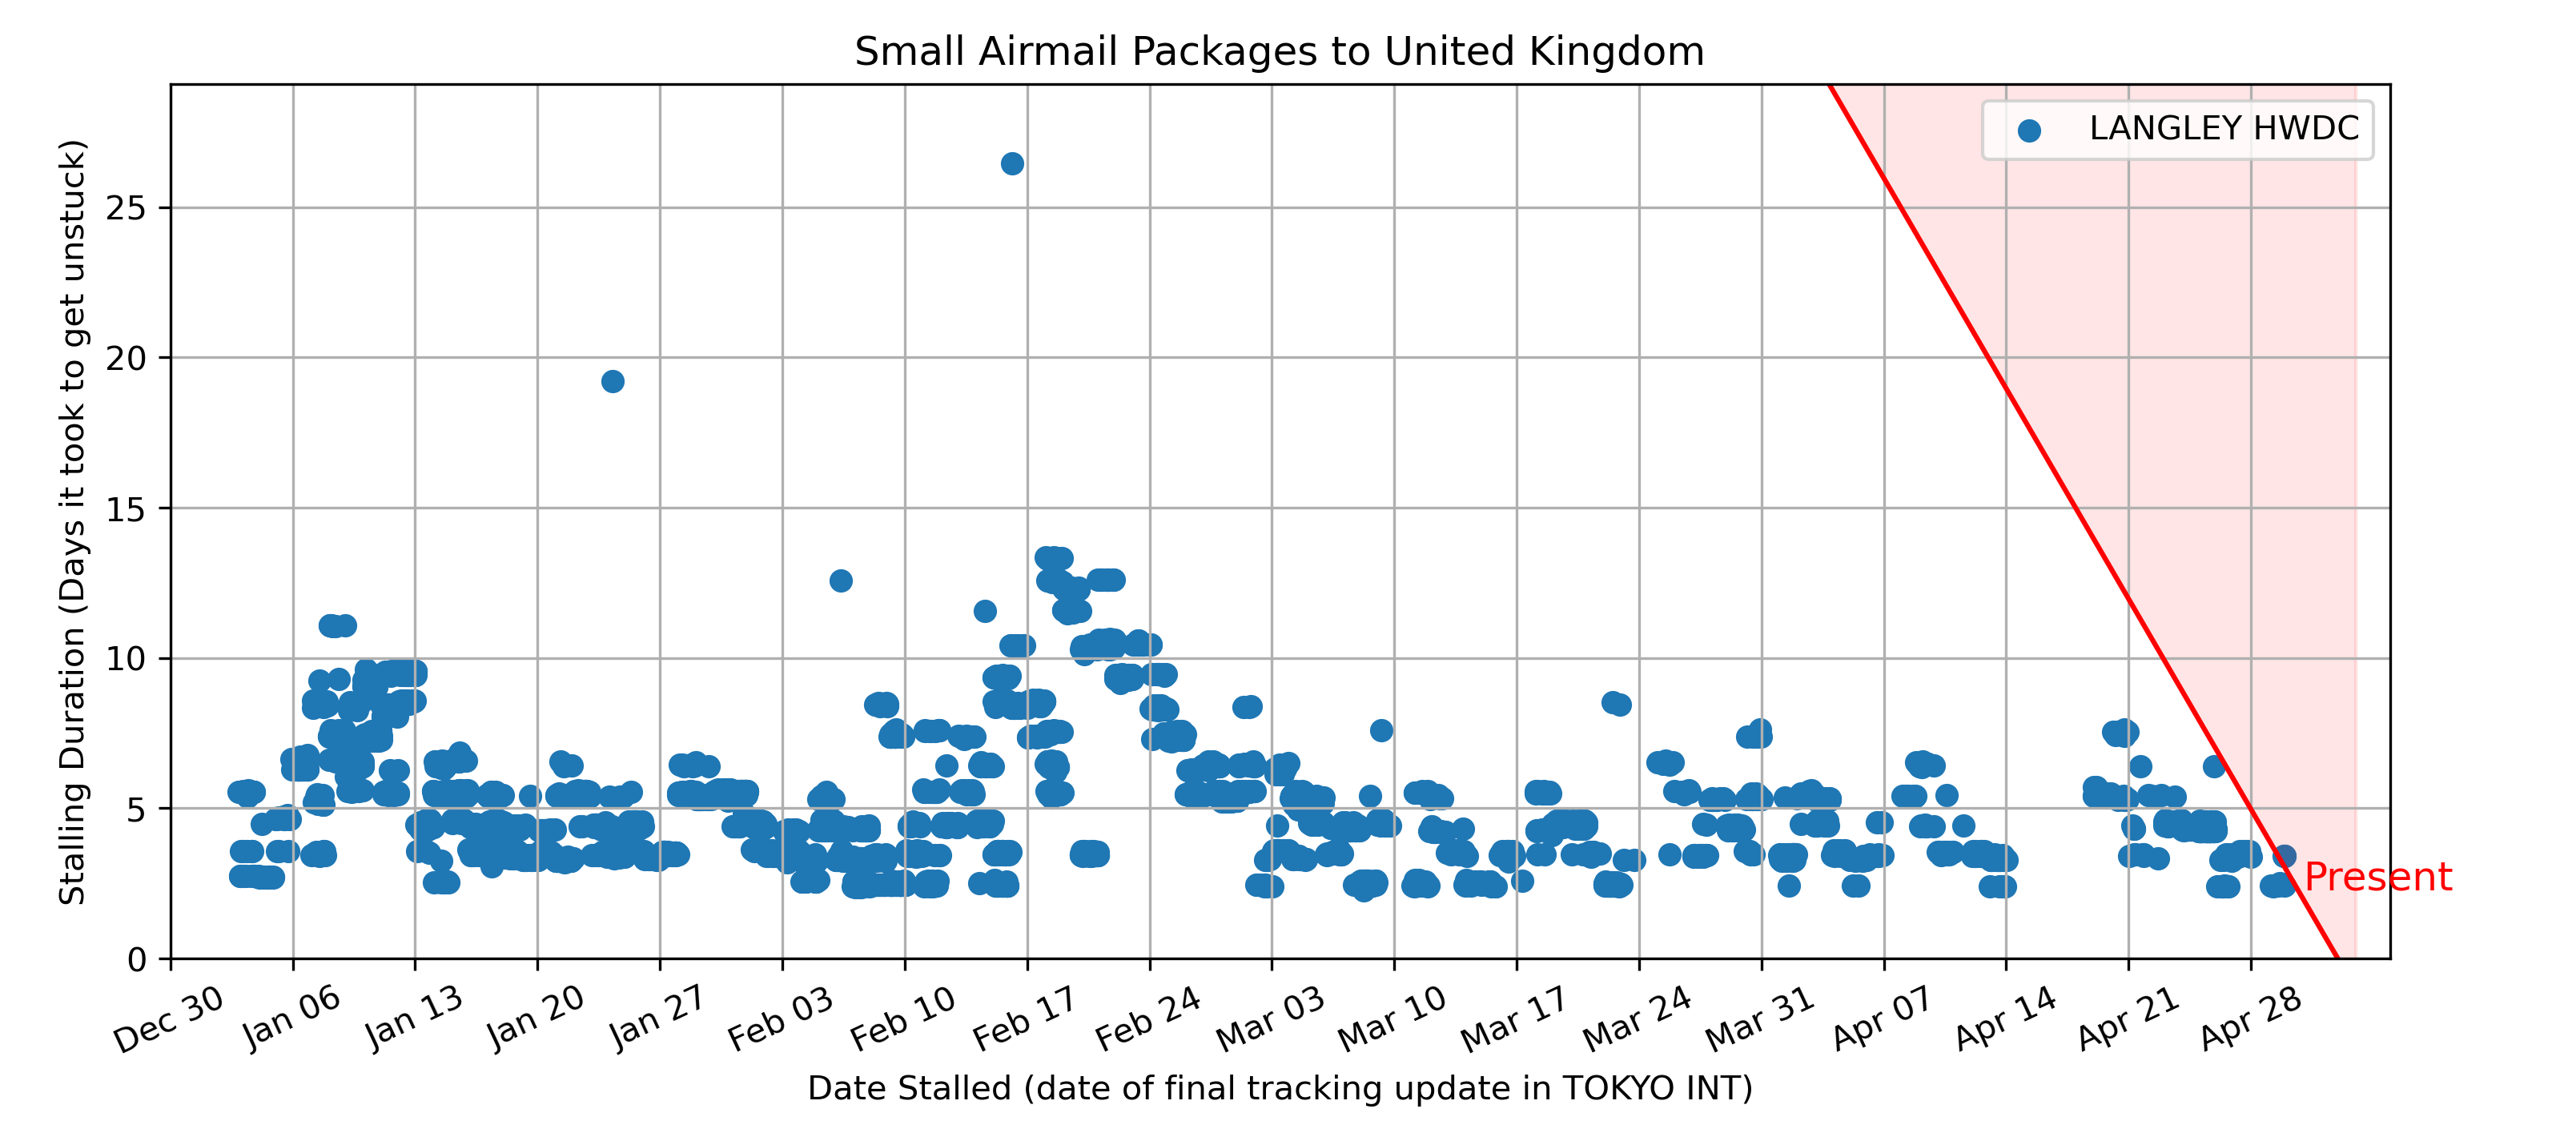 Small Airmail Packages to United Kingdom
LANGLEY HWDC
Stalling Duration (Days it took to get unstuck)
25
20
15
10
5
0
Present
Dec 30
Jan 06
Jan 13
Jan 20
Jan 27
Feb 03
Feb 10
Feb 17
Feb 24
Mar 03
Mar 10
Mar 17
Mar 24
Mar 31
Apr 07
Apr 14
Apr 21
Apr 28
Date Stalled (date of final tracking update in TOKYO INT)